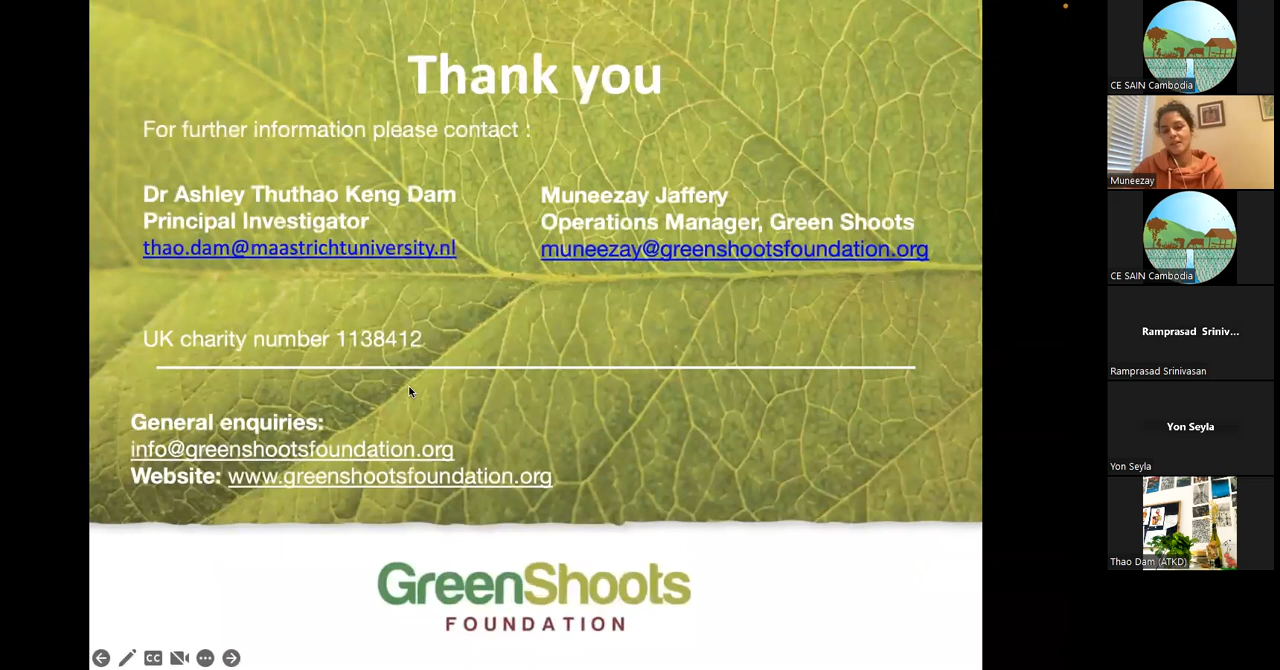 Thank you
For further information please contact :
Dr Ashley Thuthao Keng Dam
Principal Investigator
thao.dam@maastrichtuniversity.nl
Muneezay Jaffery
Operations Manager, Green Shoots
muneezay@greenshootsfoundation.org
UK charity number 1138412
General enquiries:
info@greenshootsfoundation.org
Website: www.greenshootsfoundation.org
GreenShoots
FOUNDATION
CC
CE SAIN Cambodia
Muneezay
CE SAIN Cambodia
Ramprasad Sriniv...
Ramprasad Srinivasan
Yon Seyla
Yon Seyla
Thao Dam (ATKD)